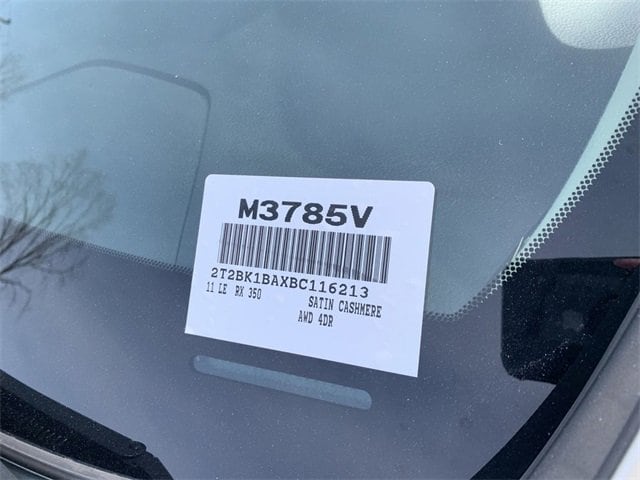 M3785V
2T2BK1BAXBC116213
11 LE RX 350 SATIN CASHMERE
AWD 4DR